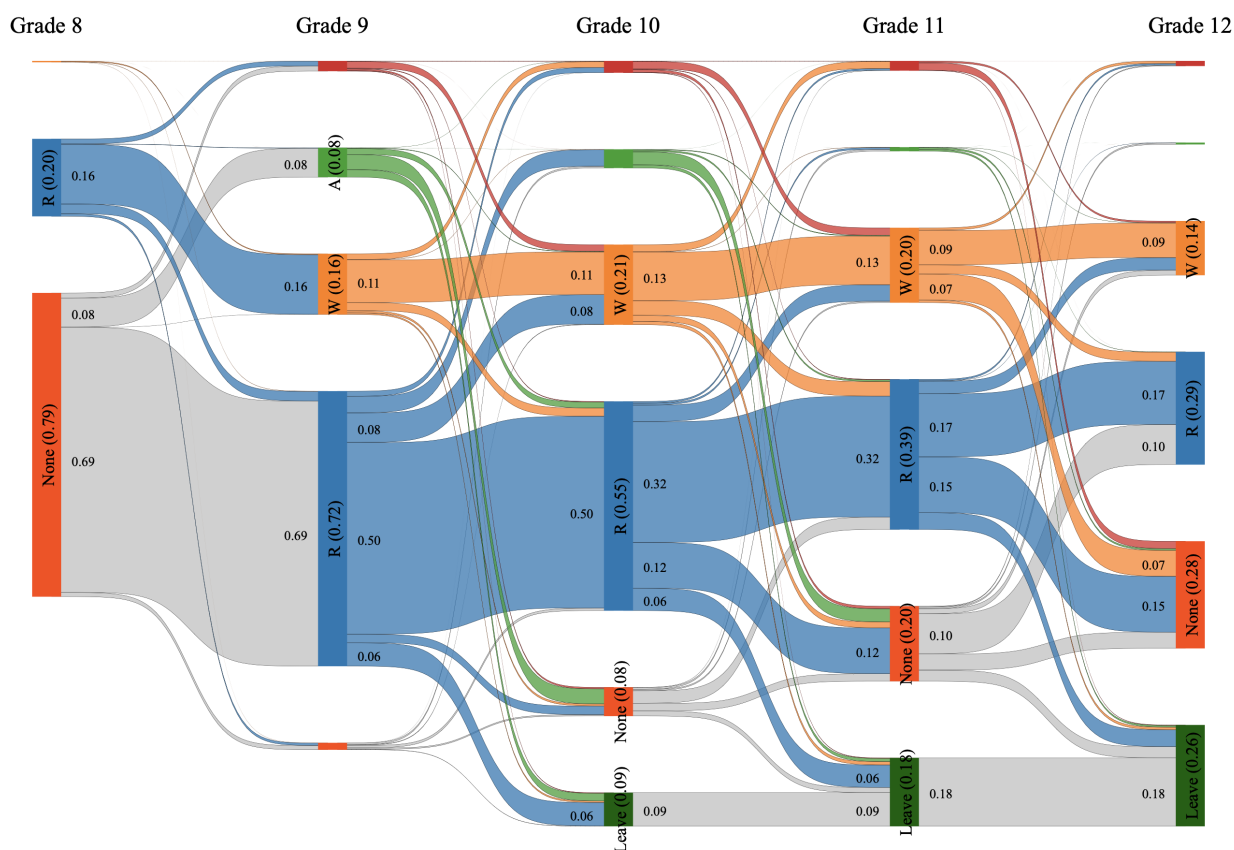 Grade 8
Grade 9
Grade 10
Grade 11
Grade 12
R (0.20)
0.16
None (0.79)
0.08
0.69
0.08
A (0.08)
0.16
W (0.16)
0.11
0.69
R (0.72)
0.08
0.50
0.06
0.11
0.08
W (0.21)
0.13
0.50
R (0.55)
0.32
0.12
0.06
None (0.08)
0.06
Leave (0.09)
0.09
0.13
W (0.20)
0.09
0.07
0.32
R (0.39)
0.17
0.15
0.12
None (0.20)
0.10
0.06
0.09
Leave (0.18)
0.18
0.09
W (0.14)
0.17
0.10
R (0.29)
0.07
0.15
None (0.28)
0.18
Leave (0.26)